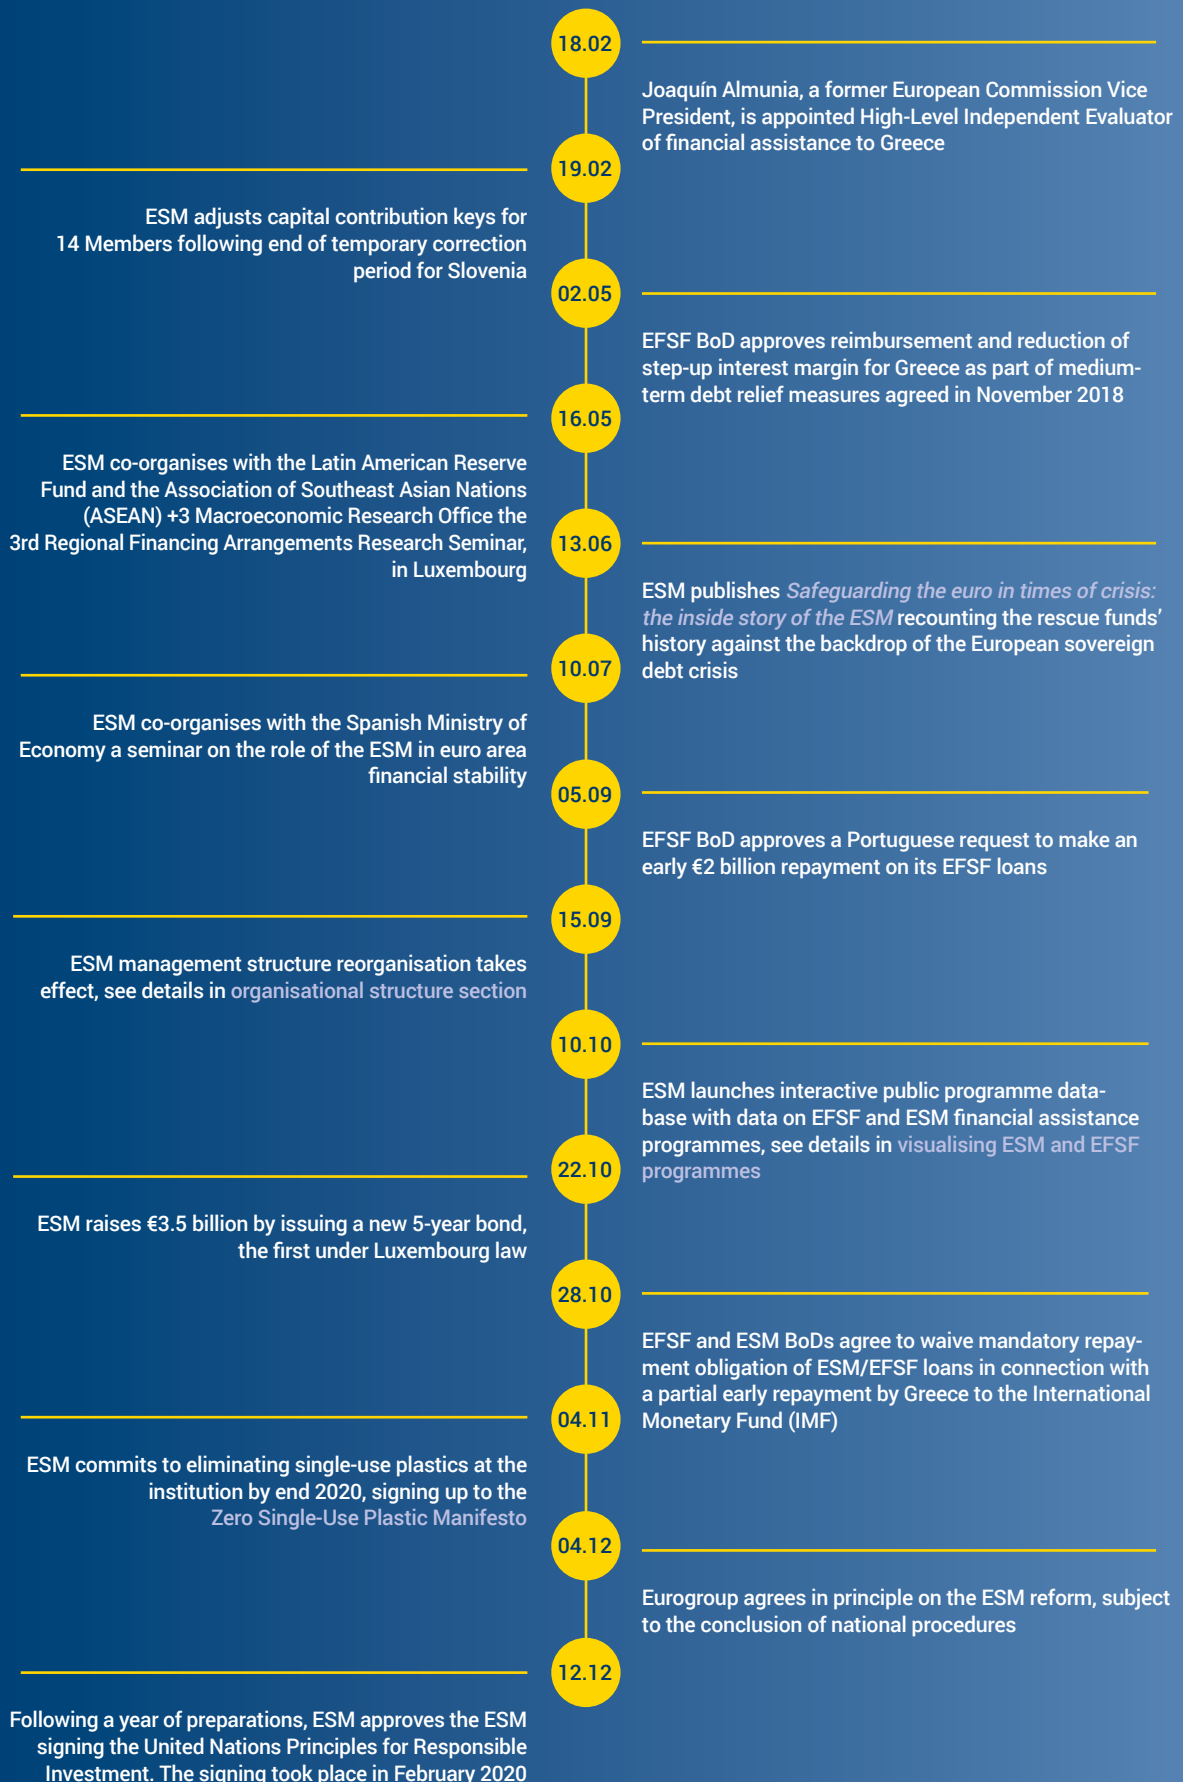 18.02
Joaquín Almunia, a former European Commission Vice
President, is appointed High-Level Independent Evaluator
of financial assistance to Greece
19.02
ESM adjusts capital contribution keys for
14 Members following end of temporary correction
period for Slovenia
02.05
EFSF BoD approves reimbursement and reduction of
step-up interest margin for Greece as part of medium-
term debt relief measures agreed in November 2018
16.05
ESM co-organises with the Latin American Reserve
Fund and the Association of Southeast Asian Nations
(ASEAN) +3 Macroeconomic Research Office the
3rd Regional Financing Arrangements Research Seminar,
in Luxembourg
13.06
ESM publishes Safeguarding the euro in times of crisis:
the inside story of the ESM recounting the rescue funds’
history against the backdrop of the European sovereign
debt crisis
10.07
ESM co-organises with the Spanish Ministry of
Economy a seminar on the role of the ESM in euro area
financial stability
05.09
EFSF BoD approves a Portuguese request to make an
early €2 billion repayment on its EFSF loans
15.09
ESM management structure reorganisation takes
effect, see details in organisational structure section
10.10
ESM launches interactive public programme data-
base with data on EFSF and ESM financial assistance
programmes, see details in visualising ESM and EFSF
programmes
22.10
ESM raises €3.5 billion by issuing a new 5-year bond,
the first under Luxembourg law
28.10
EFSF and ESM BoDs agree to waive mandatory repay-
ment obligation of ESM/EFSF loans in connection with
a partial early repayment by Greece to the International
Monetary Fund (IMF)
04.11
ESM commits to eliminating single-use plastics at the
institution by end 2020, signing up to the
Zero Single-Use Plastic Manifesto
04.12
Eurogroup agrees in principle on the ESM reform, subject
to the conclusion of national procedures
12.12
Following a year of preparations, ESM approves the ESM
signing the United Nations Principles for Responsible
Investment. The signing took place in February 2020